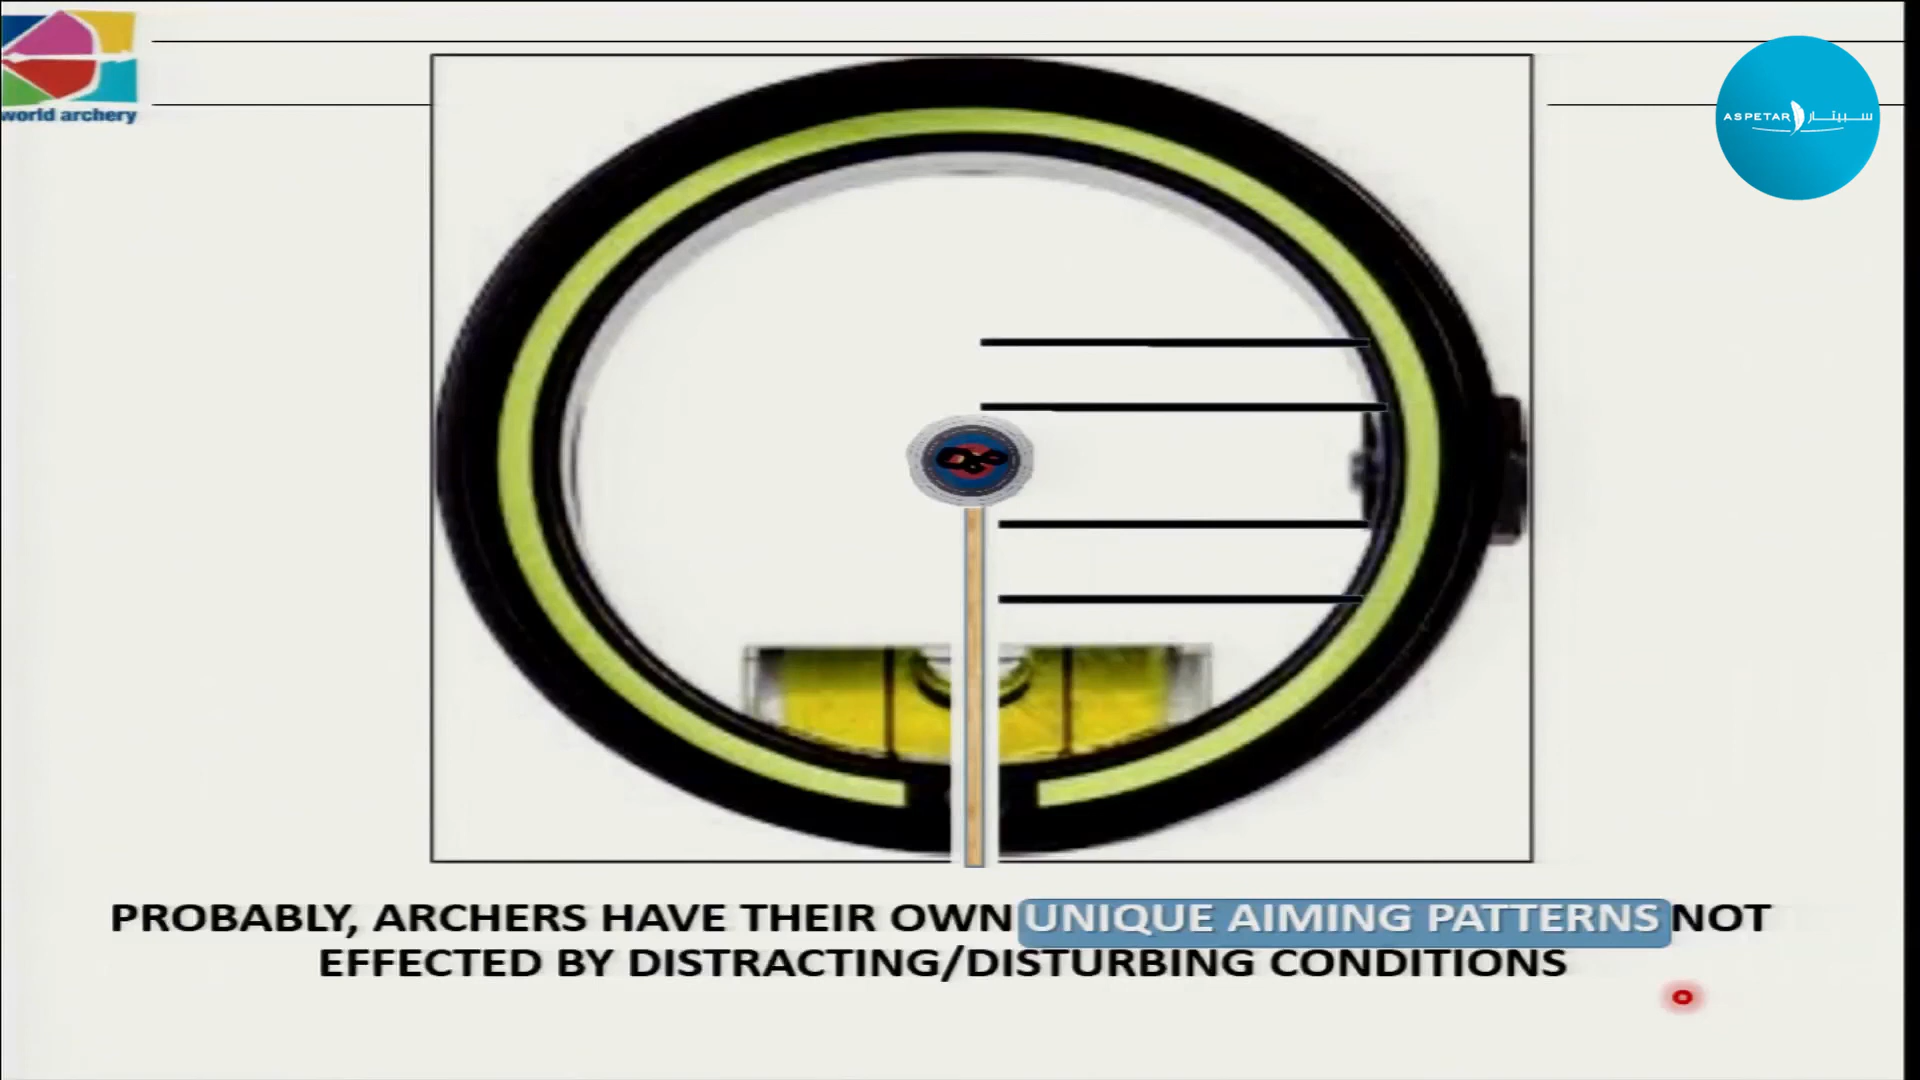 world archery
ASPETAR سبيتار
PROBABLY, ARCHERS HAVE THEIR OWN UNIQUE AIMING PATTERNS NOT
EFFECTED BY DISTRACTING/DISTURBING CONDITIONS